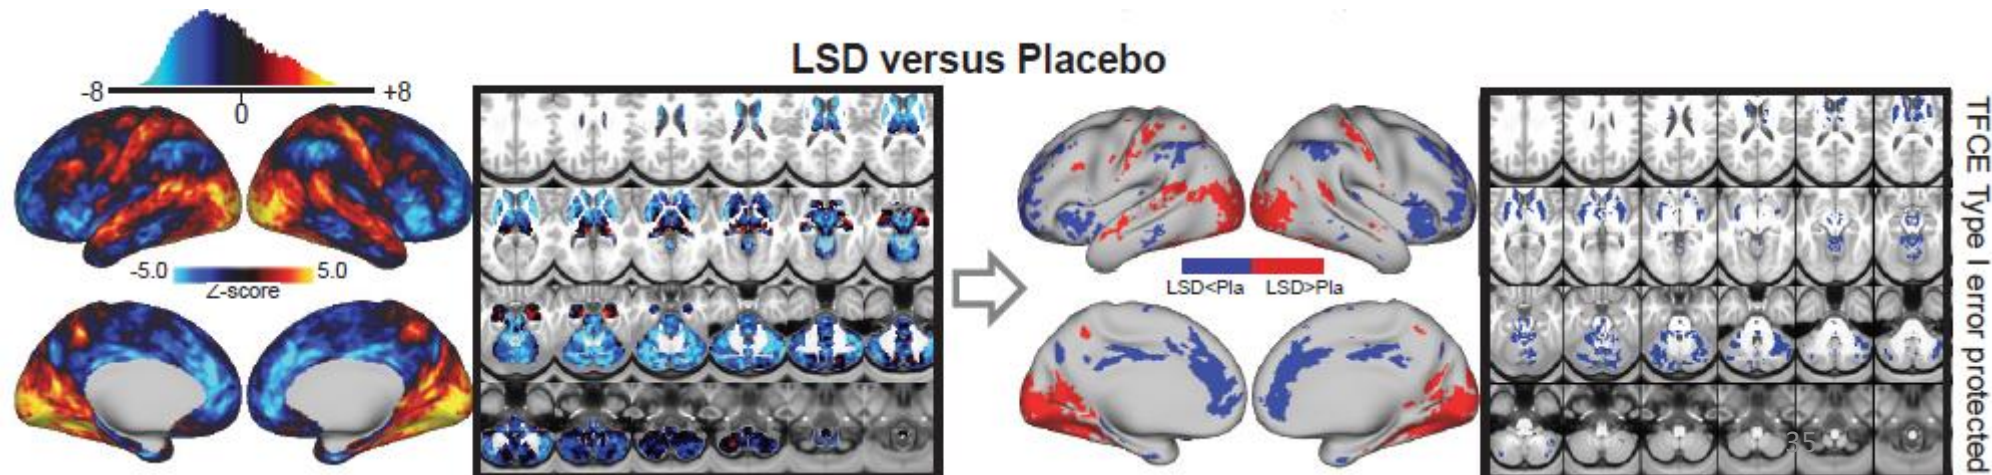 LSD versus Placebo
-8
0
+8
-5.0
5.0
Z-score
LSD<Pla
LSD>Pla
TFCE Type I error protected
35